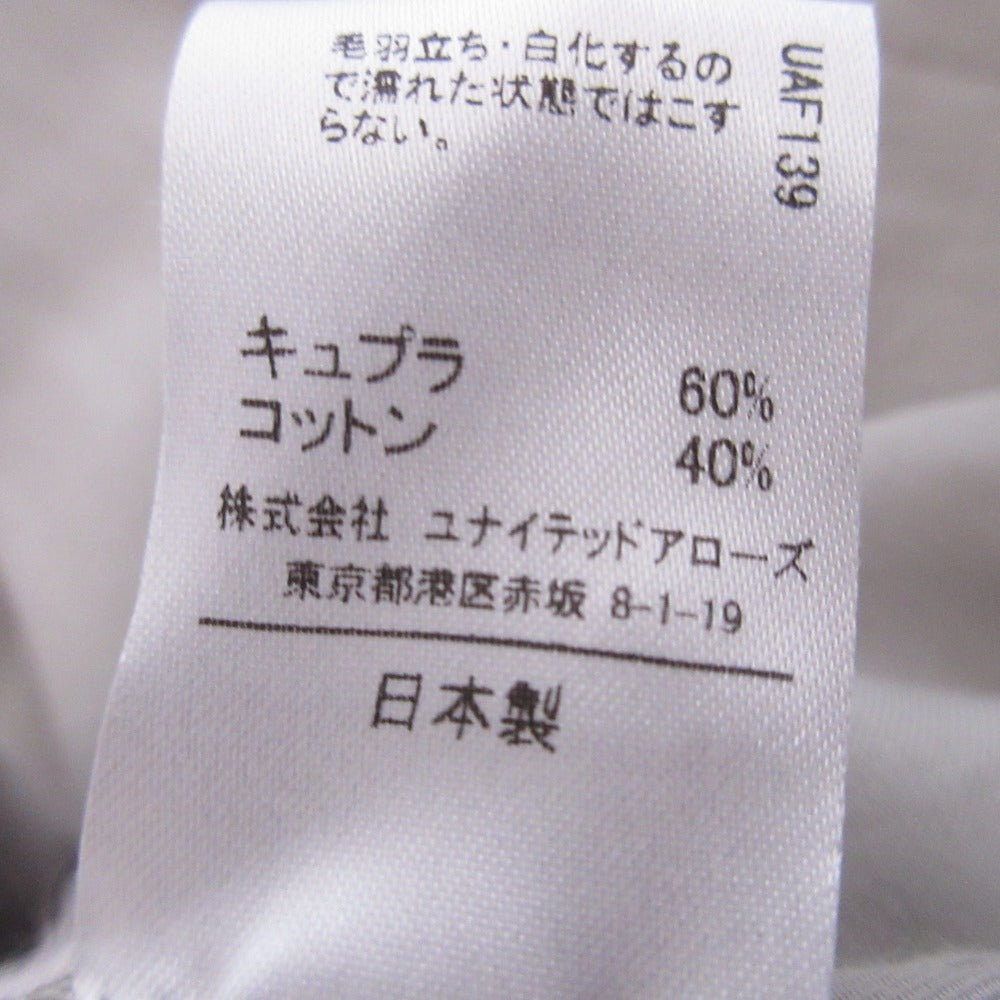 毛羽立ち・白化するの
で濡れた状態ではこす
らない。
UAF139
キュプラ 60%
コットン 40%
株式会社 ユナイテッドアローズ
東京都港区赤坂 8-1-19
日本製